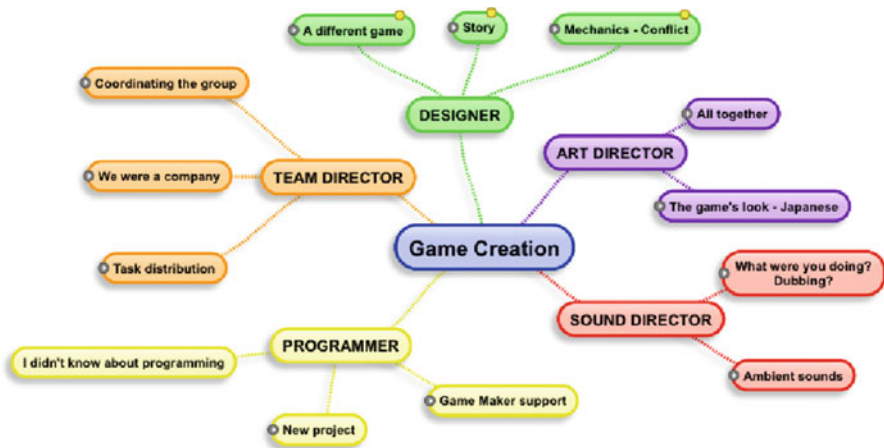 A different game
Story
Mechanics - Conflict
DESIGNER
Coordinating the group
We were a company
TEAM DIRECTOR
Task distribution
All together
ART DIRECTOR
The game's look - Japanese
Game Creation
What were you doing?
Dubbing?
SOUND DIRECTOR
Ambient sounds
PROGRAMMER
I didn't know about programming
Game Maker support
New project